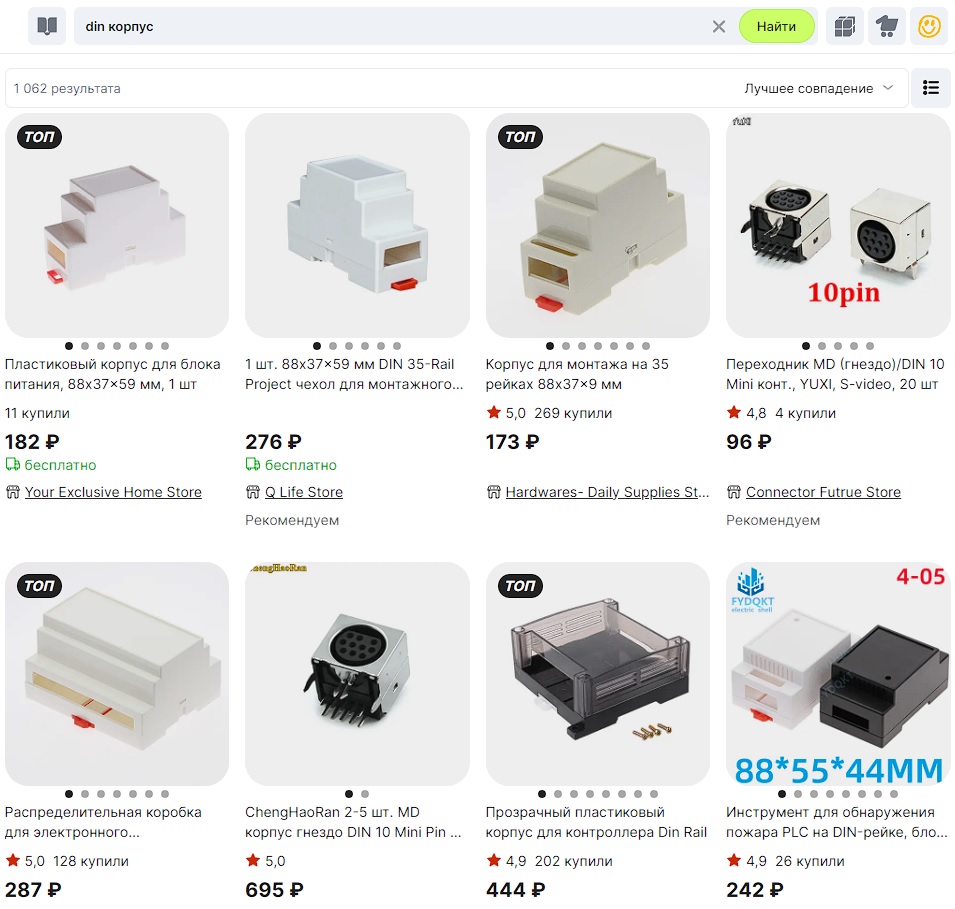 din корпус
Найти
1 062 результата
Лучшее совпадение
ТОП
Пластиковый корпус для блока
питания, 88x37×59 мм, 1 шт
11 купили
182 ₽
бесплатно
Your Exclusive Home Store
1 шт. 88x37×59 мм DIN 35-Rail
Project чехол для монтажного...
276 ₽
бесплатно
Q Life Store
Рекомендуем
ТОП
Корпус для монтажа на 35
рейках 88x37×9 мм
5,0 269 купили
173 ₽
Hardwares- Daily Supplies St...
10pin
Переходник MD (гнездо)/DIN 10
Mini конт., YUXI, S-video, 20 шт
4,8 4 купили
96 ₽
Connector Futrue Store
Рекомендуем
ТОП
Распределительная коробка
для электронного...
5,0 128 купили
287 ₽
ChengHaoRan 2-5 шт. MD
корпус гнездо DIN 10 Mini Pin ...
5,0
695 ₽
ТОП
Прозрачный пластиковый
корпус для контроллера Din Rail
4,9 202 купили
444 ₽
4-05
FYDQKT
electric shell
88*55*44MM
Инструмент для обнаружения
пожара PLC на DIN-рейке, бло...
4,9 26 купили
242 ₽